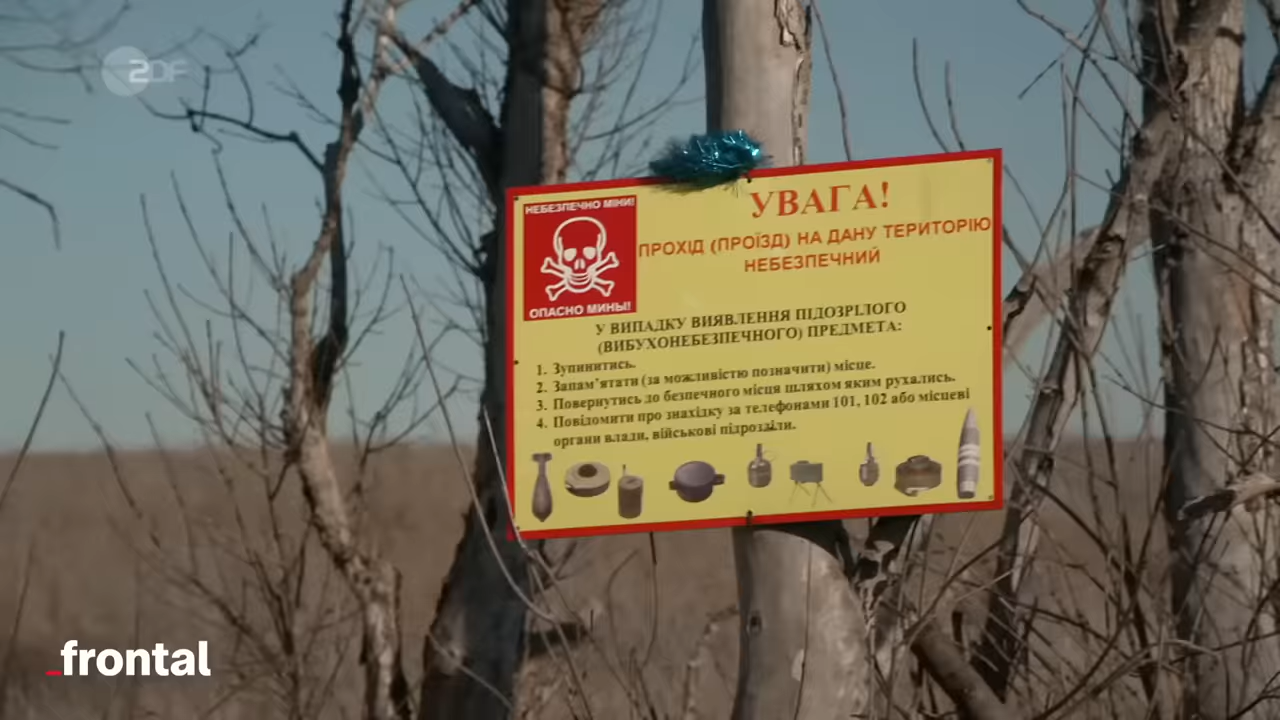 ZDF
НЕБЕЗПЕЧНО МІНИ!
ОПАСНО МИНЫ!
УВАГА!
ПРОХІД (ПРОЇЗД) НА ДАНУ ТЕРИТОРІЮ
НЕБЕЗПЕЧНИЙ
У ВИПАДКУ ВИЯВЛЕННЯ ПІДОЗРІЛОГО
(ВИБУХОНЕБЕЗПЕЧНОГО) ПРЕДМЕТА:
1. Зупинитись.
2. Запам'ятати (за можливістю позначити) місце.
3. Повернутись до безпечного місця шляхом яким рухались.
4. Повідомити про знахідку за телефонами 101, 102 або місцеві
органи влади, військові підрозділи.
_frontal